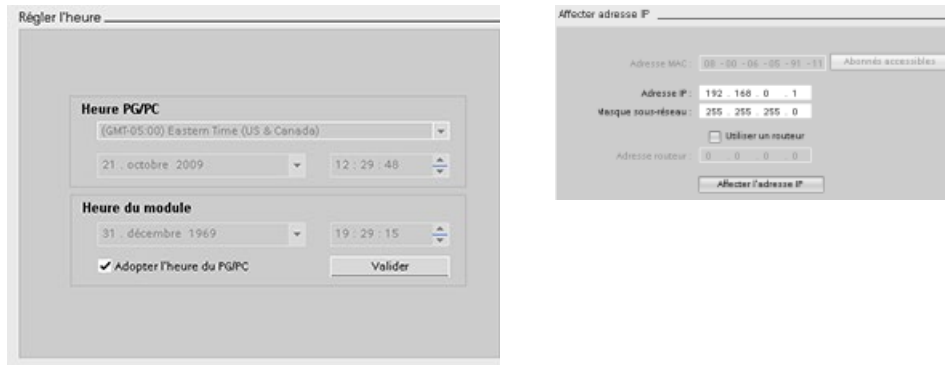 Régler l'heure
Heure PG/PC
(GMT-05:00) Eastern Time (US & Canada)
21 . octobre 2009
12 : 29 : 48
Heure du module
31 . décembre 1969
19 : 29 : 15
Adopter l'heure du PG/PC
Valider
Affecter adresse IP
Adresse MAC : 08 - 00 - 06 - 05 - 91 - 11 Abonnés accessibles
Adresse IP : 192 . 168 . 0 . 1
Masque sous-réseau : 255 . 255 . 255 . 0
Utiliser un routeur
Adresse routeur : 0 . 0 . 0 . 0
Affecter l'adresse IP